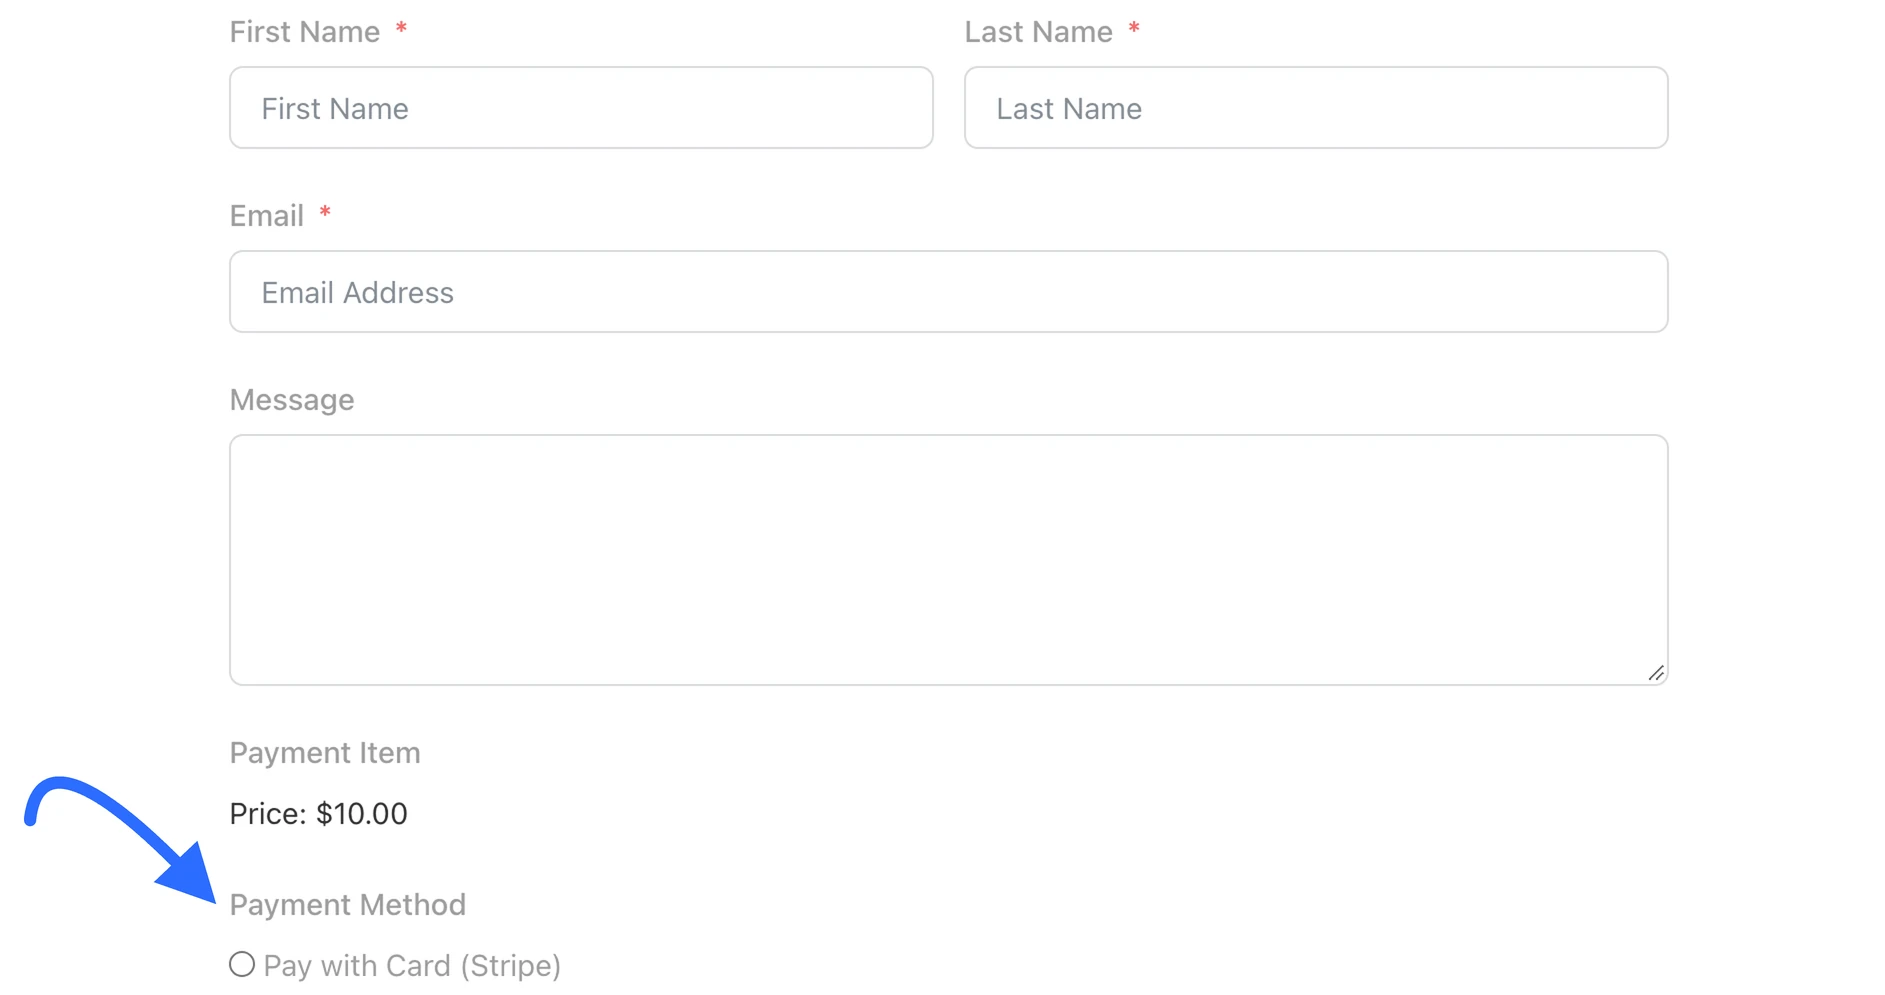 First Name *
Last Name *
First Name
Last Name
Email *
Email Address
Message
Payment Item
Price: $10.00
Payment Method
Pay with Card (Stripe)